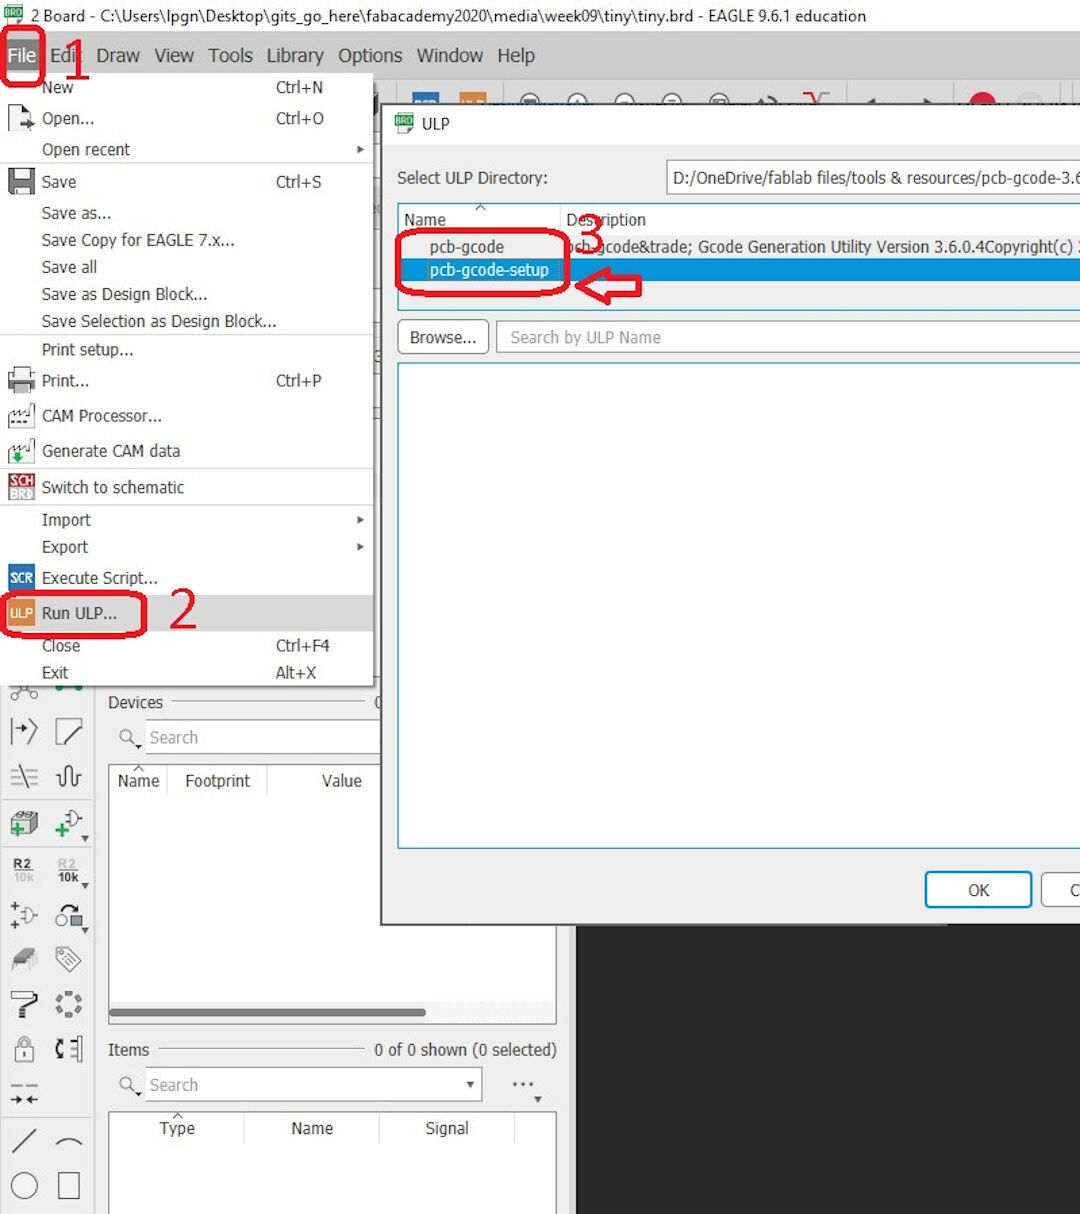 2 Board - C:\Users\lpgn\Desktop\gits_go_here\fabacademy2020\media\week09\tiny\tiny.brd - EAGLE 9.6.1 education
File Edit Draw View Tools Library Options Window Help
1
New Ctrl+N
Open... Ctrl+O
Open recent
Save Ctrl+S
Save as...
Save Copy for EAGLE 7.x...
Save all
Save as Design Block...
Save Selection as Design Block...
Print setup...
Print... Ctrl+P
CAM Processor...
Generate CAM data
SCH BRD Switch to schematic
Import
Export
SCR Execute Script...
ULP Run ULP... 2
Close Ctrl+F4
Exit Alt+X
BRD ULP
Select ULP Directory: D:/OneDrive/fablab files/tools & resources/pcb-gcode-3.6
Name Description
3
pcb-gcode pcb-gcode&trade; Gcode Generation Utility Version 3.6.0.4Copyright(c)
pcb-gcode-setup
Browse... Search by ULP Name
OK
Devices
Search
Name Footprint Value
R2 R2
10k 10k
Items 0 of 0 shown (0 selected)
Search
Type Name Signal